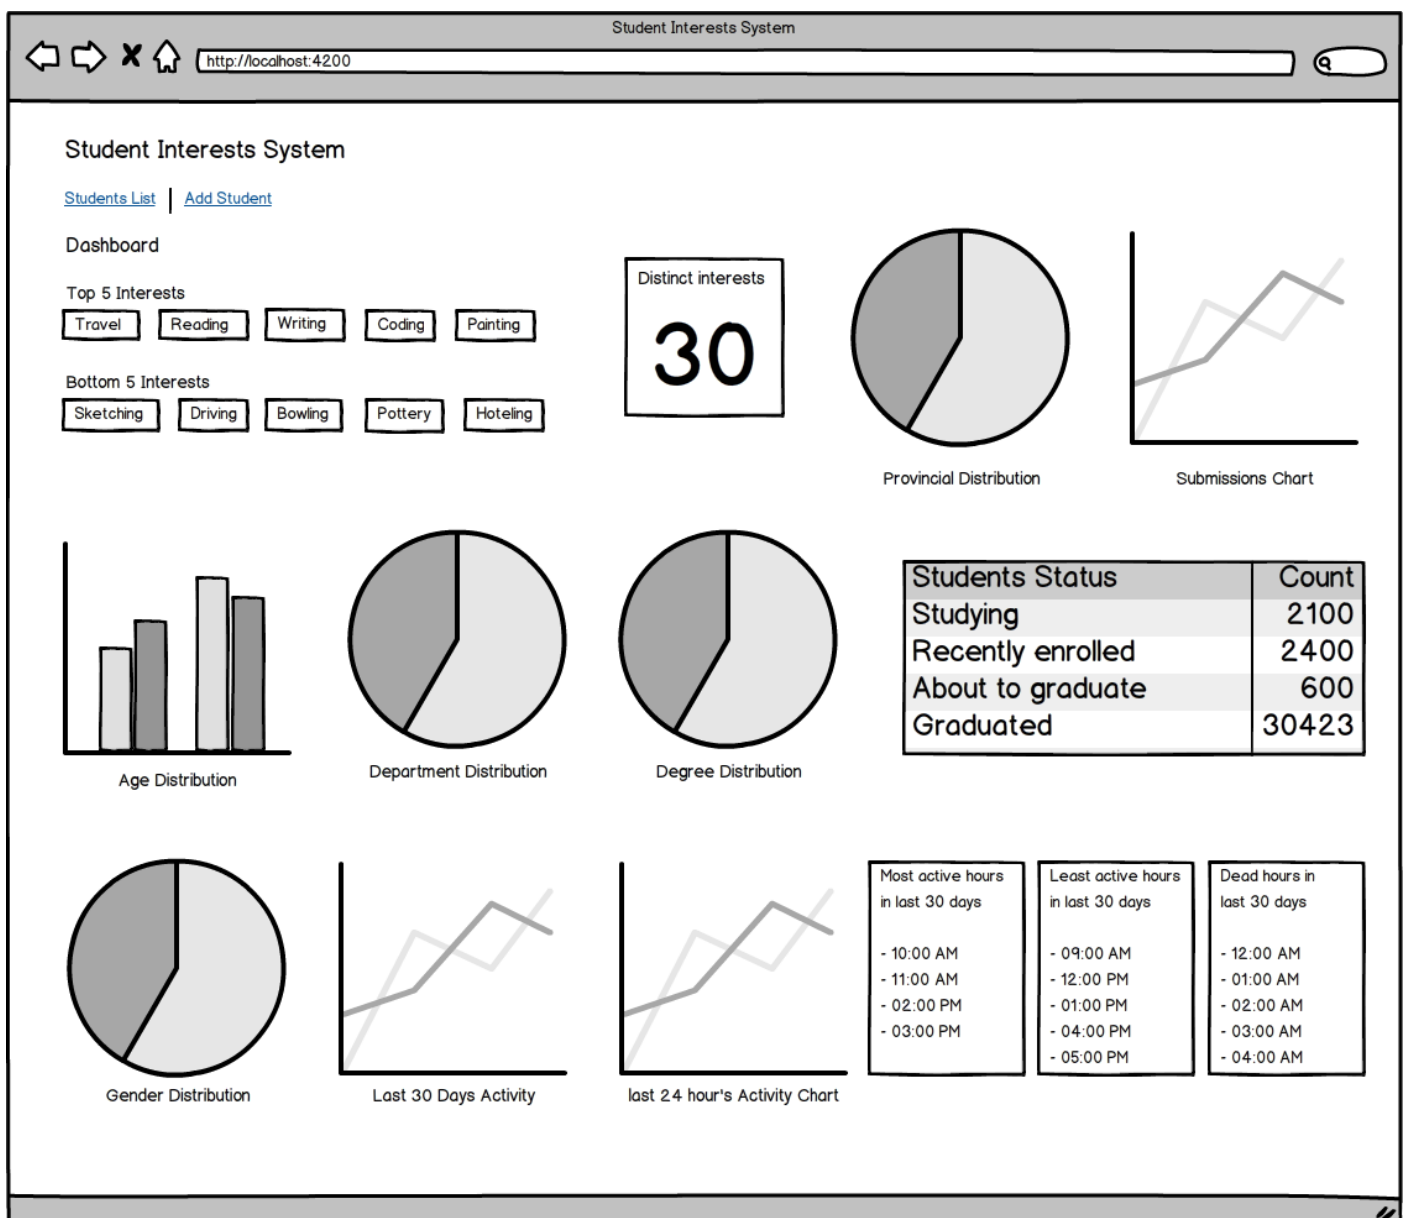 Student Interests System
http://localhost:4200
Student Interests System
Students List Add Student
Dashboard
Top 5 Interests
Travel Reading Writing Coding Painting
Bottom 5 Interests
Sketching Driving Bowling Pottery Hoteling
Distinct interests
30
Provincial Distribution
Submissions Chart
Age Distribution
Department Distribution
Degree Distribution
Students Status Count
Studying 2100
Recently enrolled 2400
About to graduate 600
Graduated 30423
Gender Distribution
Last 30 Days Activity
last 24 hour's Activity Chart
Most active hours
in last 30 days
- 10:00 AM
- 11:00 AM
- 02:00 PM
- 03:00 PM
Least active hours
in last 30 days
- 09:00 AM
- 12:00 PM
- 01:00 PM
- 04:00 PM
- 05:00 PM
Dead hours in
last 30 days
- 12:00 AM
- 01:00 AM
- 02:00 AM
- 03:00 AM
- 04:00 AM